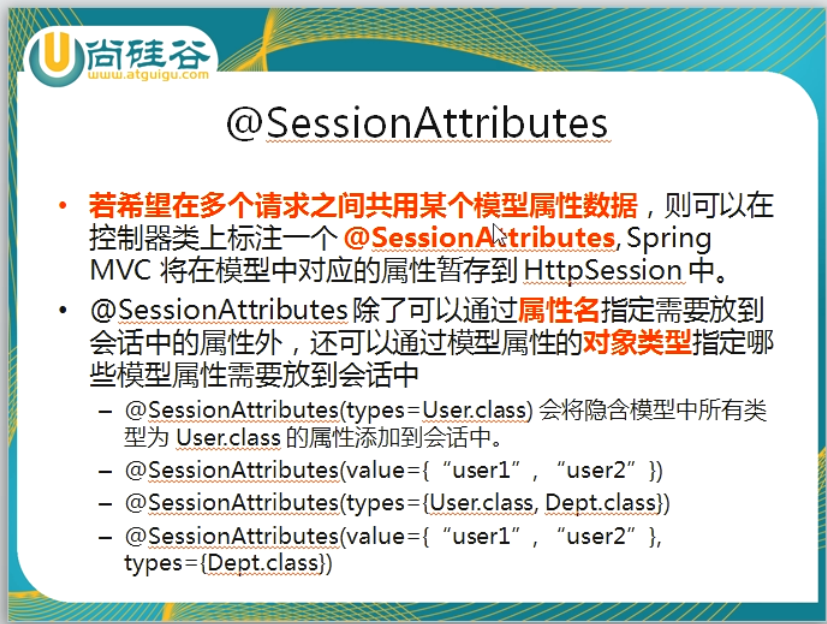 尚硅谷
www.atguigu.com
@SessionAttributes
• 若希望在多个请求之间共用某个模型属性数据，则可以在
控制器类上标注一个 @SessionAttributes, Spring
MVC 将在模型中对应的属性暂存到 HttpSession 中。
• @SessionAttributes 除了可以通过属性名指定需要放到
会话中的属性外，还可以通过模型属性的对象类型指定哪
些模型属性需要放到会话中
– @SessionAttributes(types=User.class) 会将隐含模型中所有类
型为 User.class 的属性添加到会话中。
– @SessionAttributes(value={“user1”, “user2”})
– @SessionAttributes(types={User.class, Dept.class})
– @SessionAttributes(value={“user1”, “user2”},
types={Dept.class})